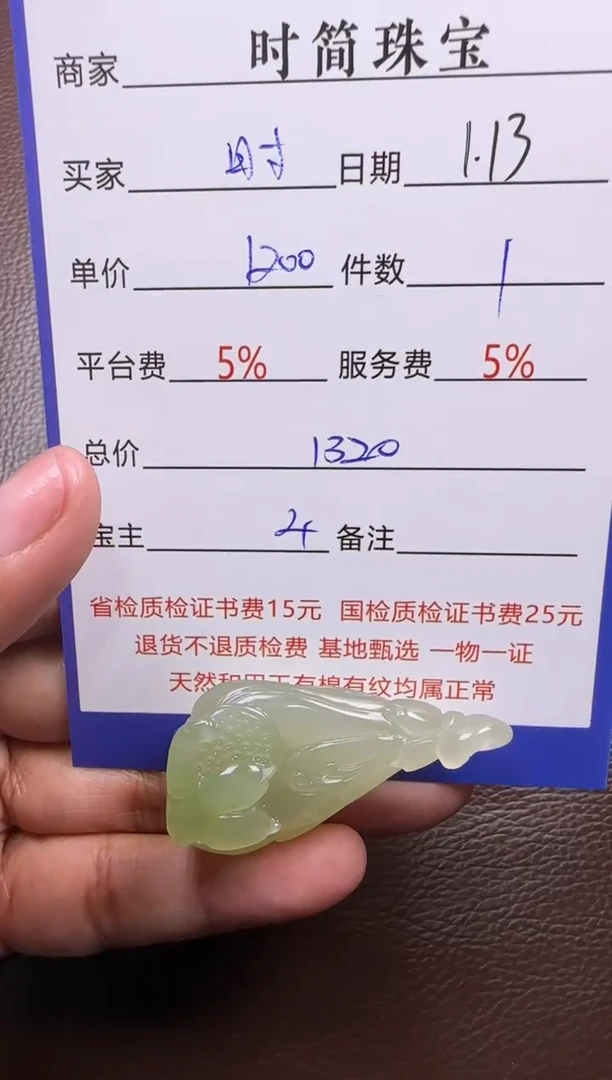 商家 时简珠宝
买家 时 日期 1.13
单价 1200 件数 1
平台费 5% 服务费 5%
总价 1320
宝主 4 备注
省检质检证书费15元 国检质检证书费25元
退货不退质检费 基地甄选 一物一证
天然和田玉有棉有纹均属正常